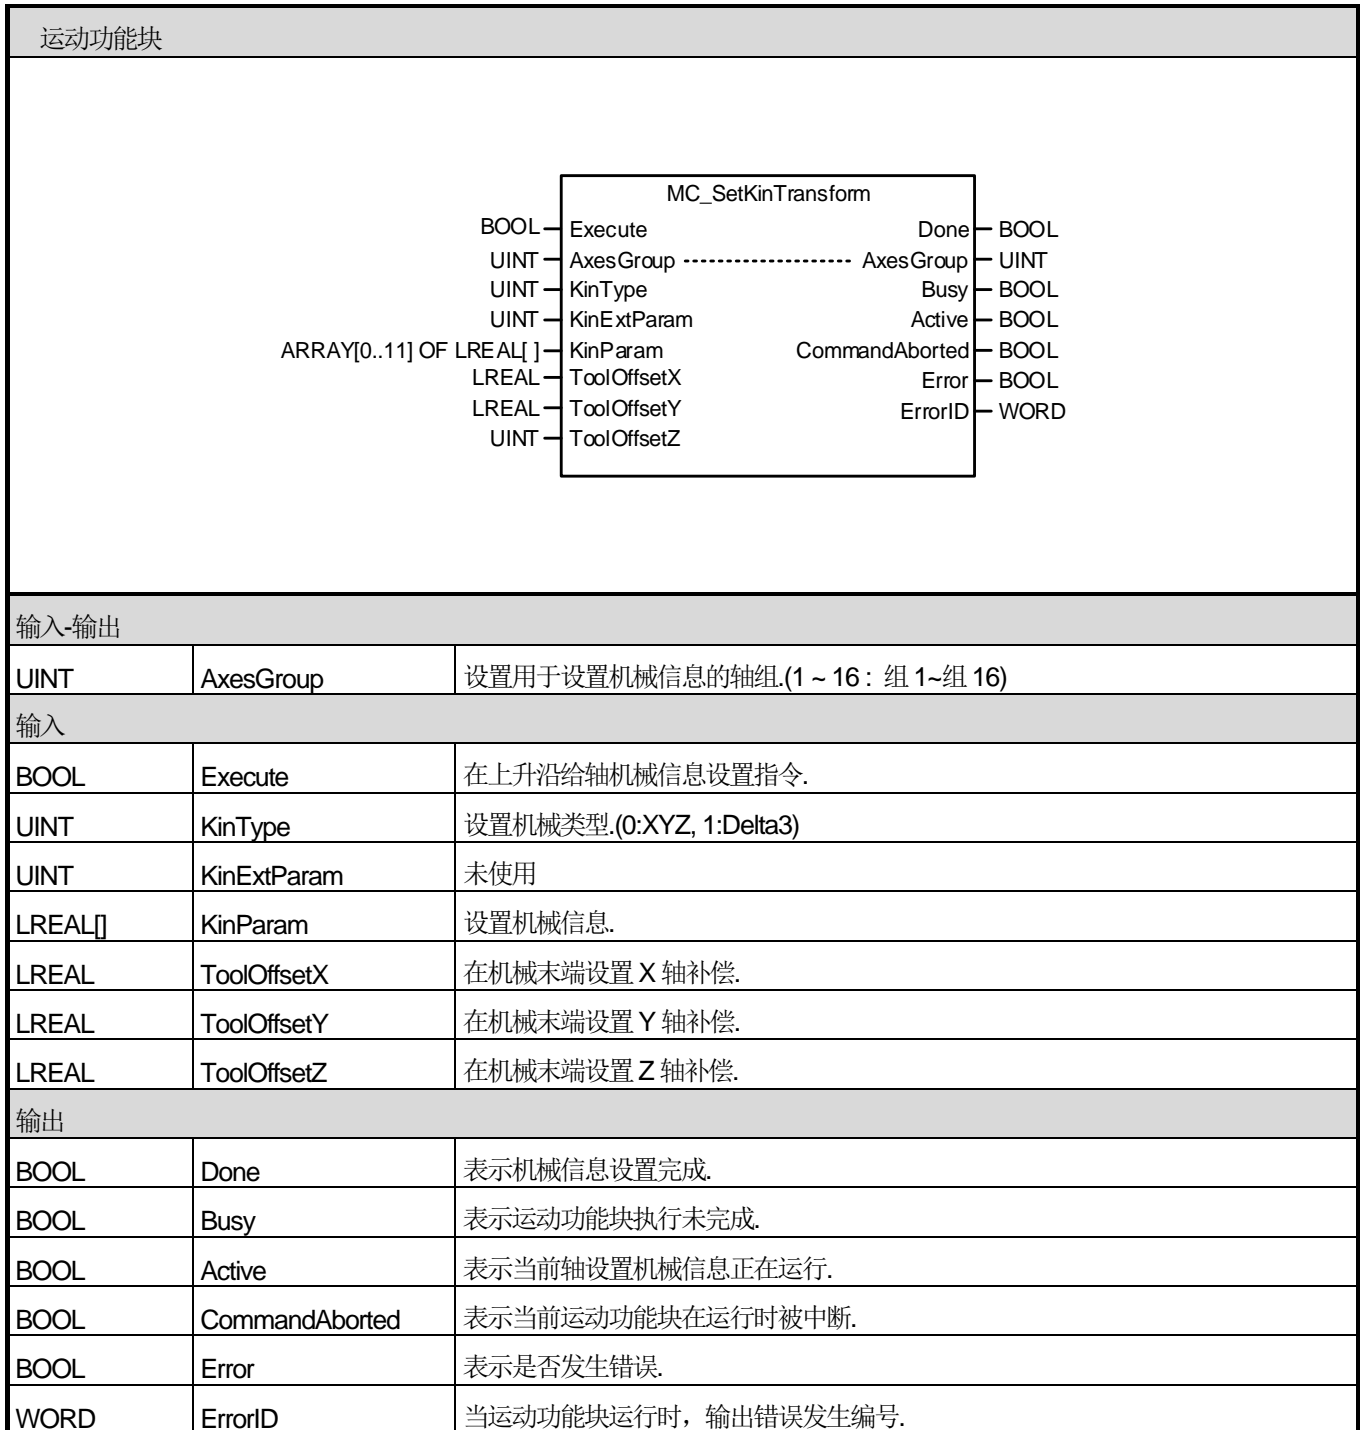 运动功能块
MC_SetKinTransform
BOOL Execute Done BOOL
UINT AxesGroup AxesGroup UINT
UINT KinType Busy BOOL
UINT KinExtParam Active BOOL
ARRAY[0..11] OF LREAL[ ] KinParam CommandAborted BOOL
LREAL ToolOffsetX Error BOOL
LREAL ToolOffsetY ErrorID WORD
UINT ToolOffsetZ
输入-输出
UINT AxesGroup 设置用于设置机械信息的轴组.(1 ~ 16 : 组 1~组 16)
输入
BOOL Execute 在上升沿给轴机械信息设置指令.
UINT KinType 设置机械类型.(0:XYZ, 1:Delta3)
UINT KinExtParam 未使用
LREAL[] KinParam 设置机械信息.
LREAL ToolOffsetX 在机械末端设置 X 轴补偿.
LREAL ToolOffsetY 在机械末端设置 Y 轴补偿.
LREAL ToolOffsetZ 在机械末端设置 Z 轴补偿.
输出
BOOL Done 表示机械信息设置完成.
BOOL Busy 表示运动功能块执行未完成.
BOOL Active 表示当前轴设置机械信息正在运行.
BOOL CommandAborted 表示当前运动功能块在运行时被中断.
BOOL Error 表示是否发生错误.
WORD ErrorID 当运动功能块运行时，输出错误发生编号.